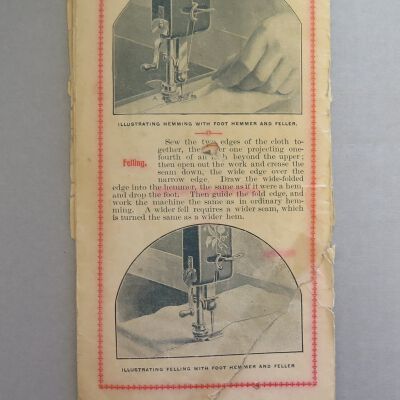 ILLUSTRATING HEMMING WITH FOOT HEMMER AND FELLER.
Felling.
Sew the two edges of the cloth to-
gether, the er one projecting one-
fourth of an beyond the upper;
then open out the work and crease the
seam down, the wide edge over the
narrow edge. Draw the wide-folded
edge into the hemmer, the same as if it were a hem,
and drop the foot. Then guide the fold edge, and
work the machine the same as in ordinary hem-
ming. A wider fell requires a wider seam, which
is turned the same as a wider hem.
ILLUSTRATING FELLING WITH FOOT HEMMER AND FELLER